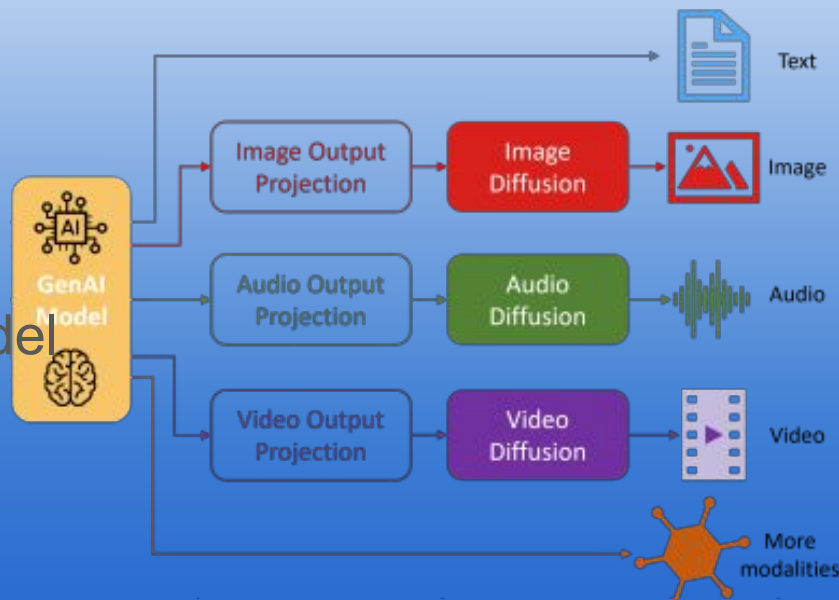 Text
Image Output
Projection
Image
Diffusion
Image
AI
GenAI
Model
del
Audio Output
Projection
Audio
Diffusion
Audio
Video Output
Projection
Video
Diffusion
Video
More
modalities